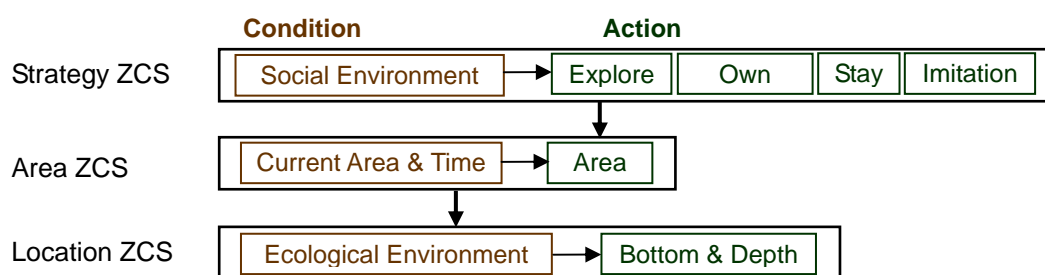 Condition Action
Strategy ZCS Social Environment Explore Own Stay Imitation
Area ZCS Current Area & Time Area
Location ZCS Ecological Environment Bottom & Depth